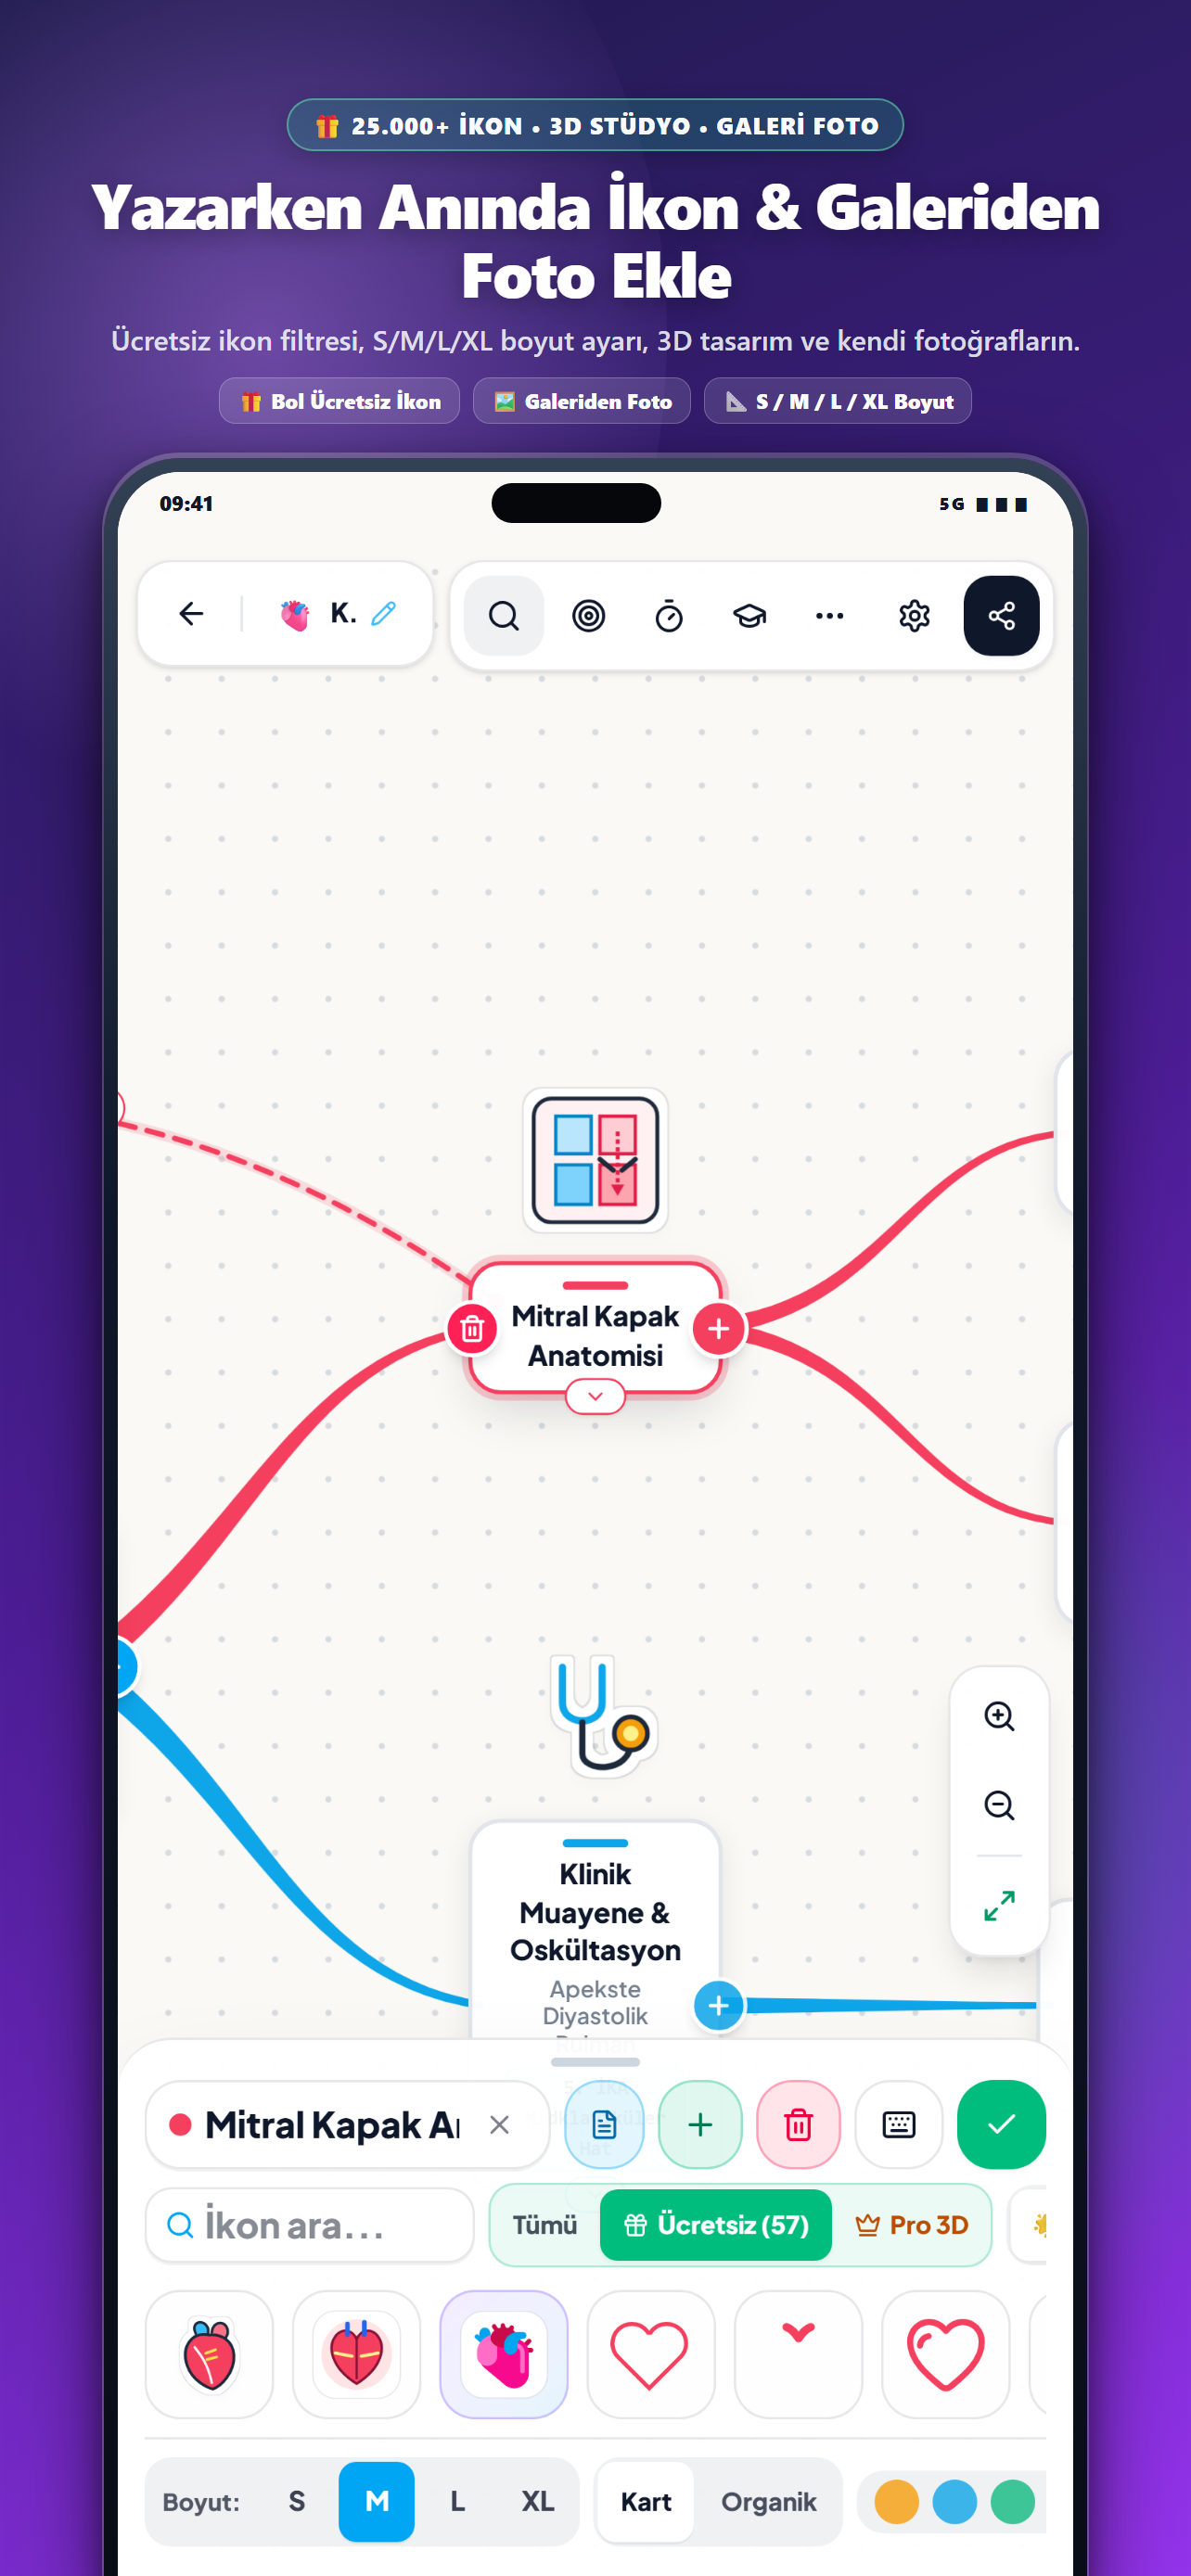 🎁 25.000+ İKON • 3D STÜDYO • GALERİ FOTO
Yazarken Anında İkon & Galeriden
Foto Ekle
Ücretsiz ikon filtresi, S/M/L/XL boyut ayarı, 3D tasarım ve kendi fotoğrafların.
🎁 Bol Ücretsiz İkon
🖼️ Galeriden Foto
📐 S / M / L / XL Boyut
09:41
5G
K.
Mitral Kapak
Anatomisi
Klinik
Muayene &
Oskültasyon
Apekste
Diyastolik
Rulman
Mitral Kapak A
İkon ara...
Tümü
Ücretsiz (57)
Pro 3D
Boyut:
S
M
L
XL
Kart
Organik